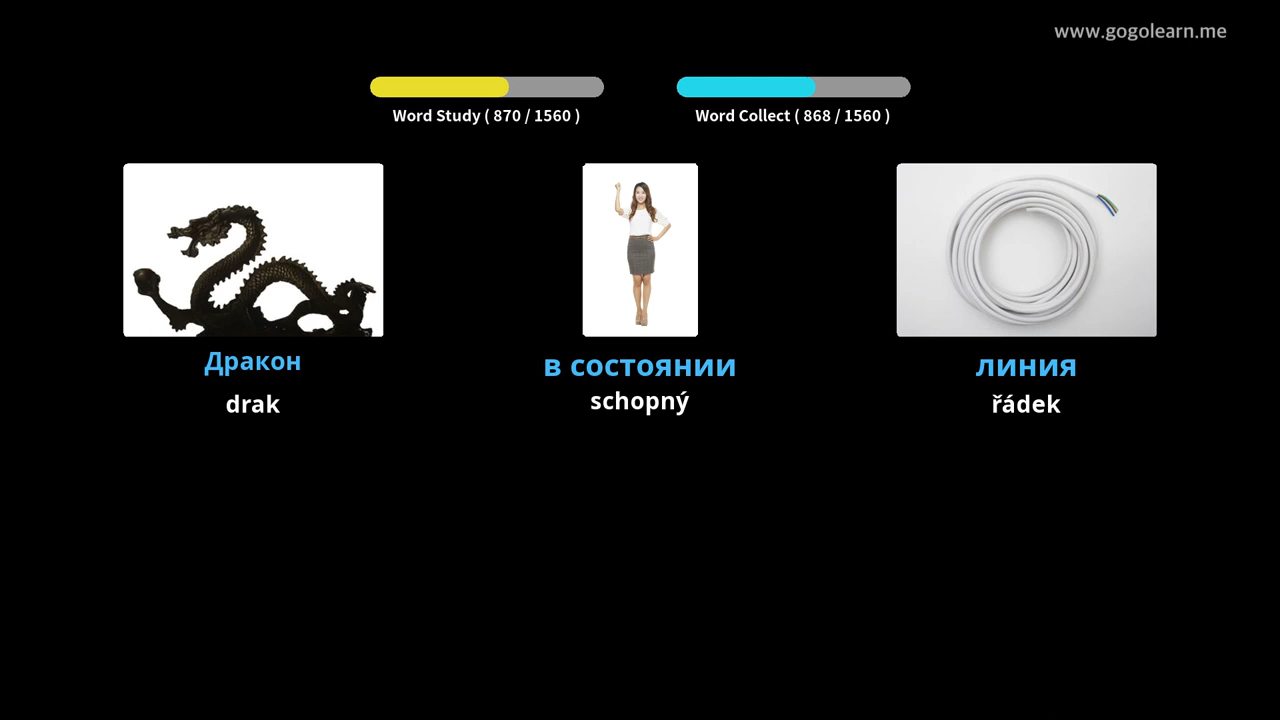 www.gogolearn.me
Word Study ( 870 / 1560 )
Word Collect ( 868 / 1560 )
Дракон
drak
в состоянии
schopný
линия
řádek